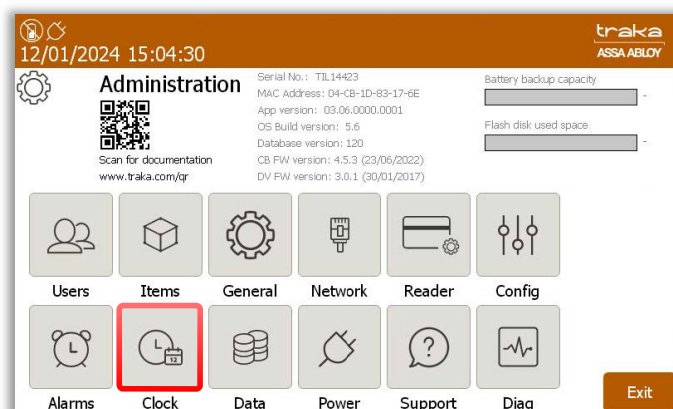 traka
12/01/2024 15:04:30
ASSA ABLOY
Administration
Scan for documentation
www.traka.com/qr
Serial No.: TIL14423
MAC Address: 04-CB-1D-83-17-6E
App version: 03.06.0000.0001
OS Build version: 5.6
Database version: 120
CB FW version: 4.5.3 (23/06/2022)
DV FW version: 3.0.1 (30/01/2017)
Battery backup capacity
-
Flash disk used space
-
Users Items General Network Reader Config
12
Alarms Clock Data Power Support Diag
Exit